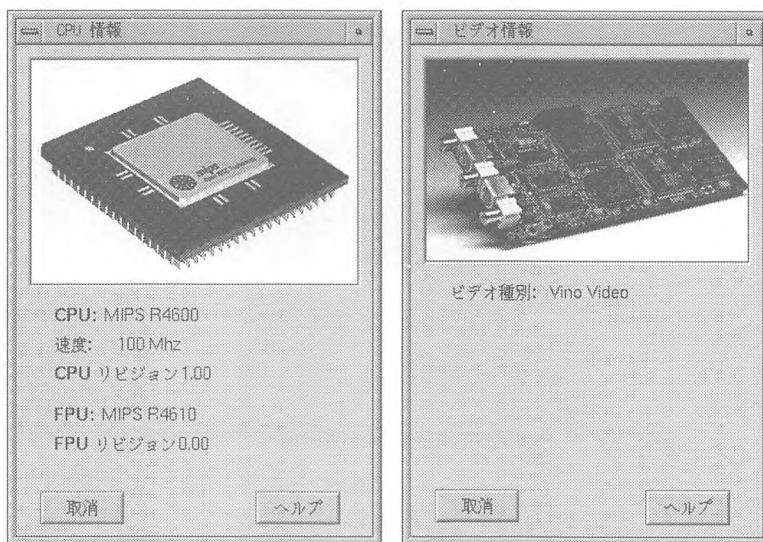 CPU 情報
mips
CPU: MIPS R4600
速度: 100 Mhz
CPU リビジョン1.00
FPU: MIPS R4610
FPU リビジョン0.00
取消 ヘルプ
ビデオ情報
ビデオ種別: Vino Video
取消 ヘルプ